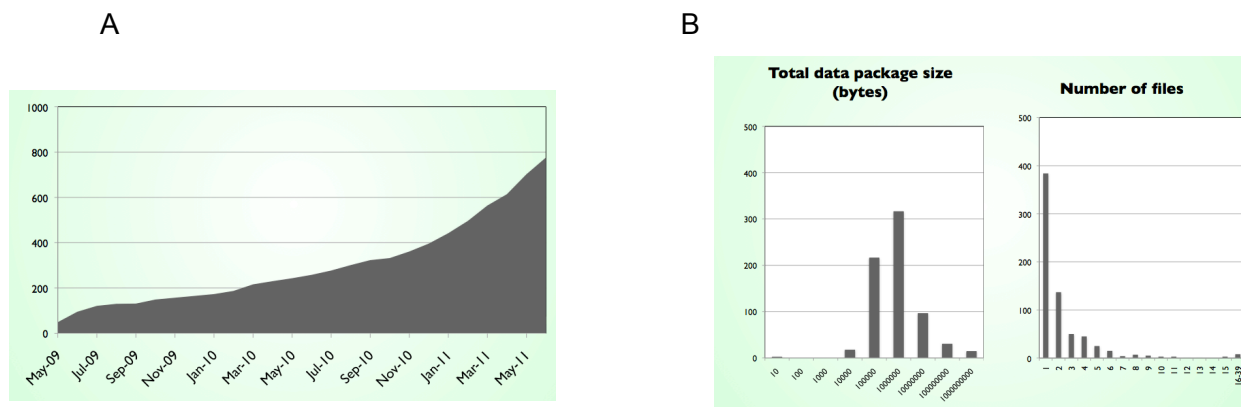 A
B
1000
800
600
400
200
0
May-09
Jul-09
Sep-09
Nov-09
Jan-10
Mar-10
May-10
Jul-10
Sep-10
Nov-10
Jan-11
Mar-11
May-11
Total data package size
(bytes)
500
400
300
200
100
0
10
100
1000
10000
100000
1000000
10000000
100000000
1000000000
Number of files
500
400
300
200
100
0
1
2
3
4
5
6
7
8
9
10
11
12
13
14
15
16-39